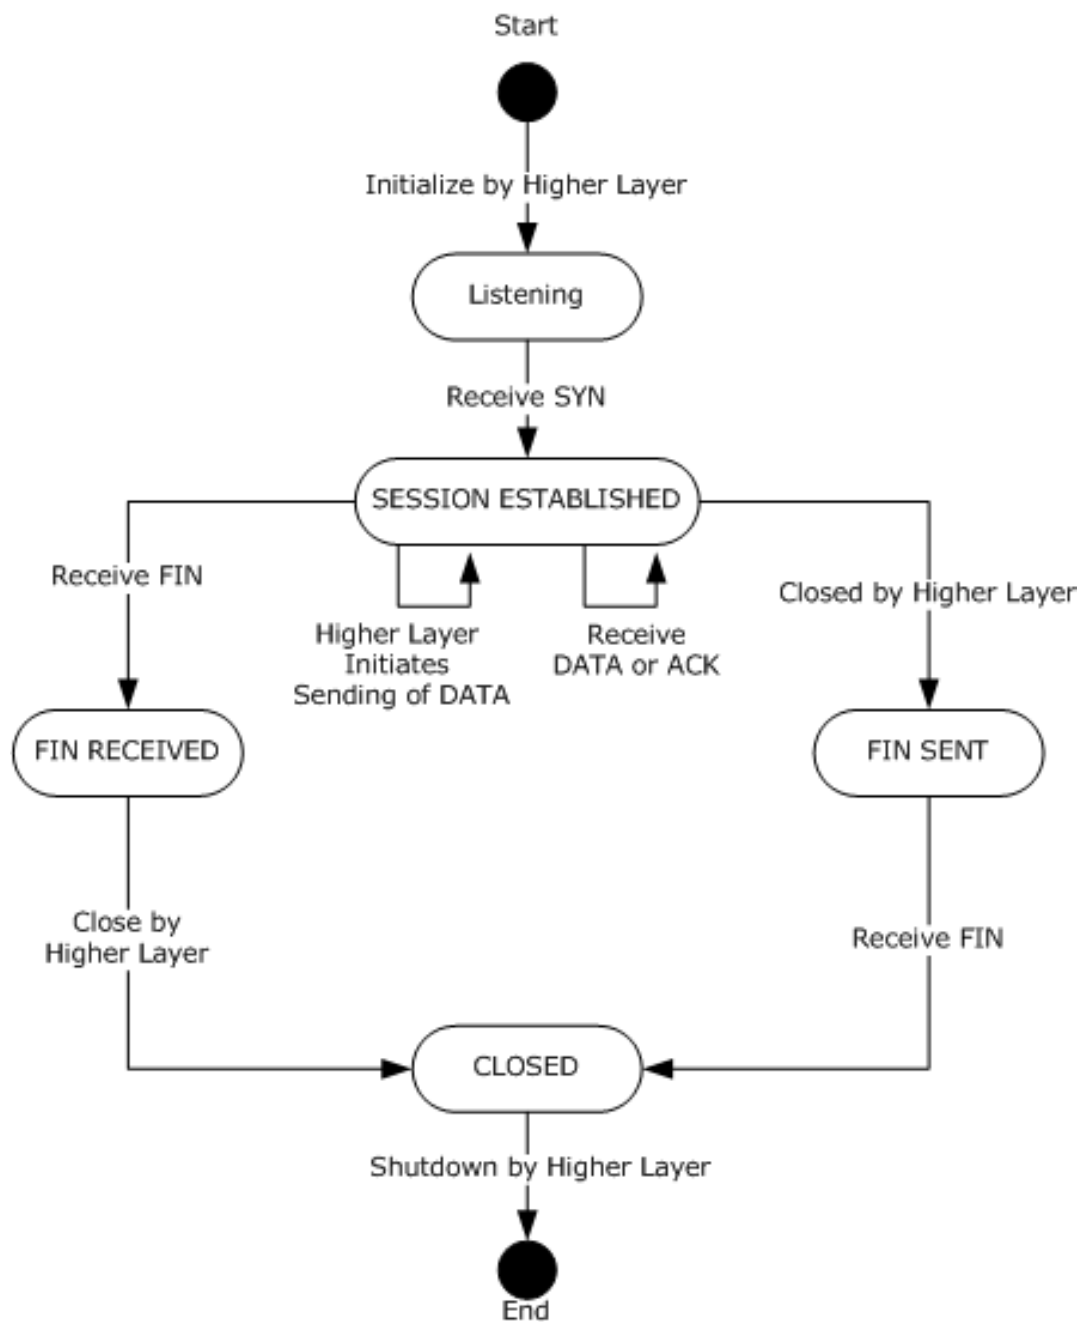 Start
Initialize by Higher Layer
Listening
Receive SYN
SESSION ESTABLISHED
Receive FIN
Closed by Higher Layer
Higher Layer
Initiates
Sending of DATA
Receive
DATA or ACK
FIN RECEIVED
FIN SENT
Close by
Higher Layer
Receive FIN
CLOSED
Shutdown by Higher Layer
End